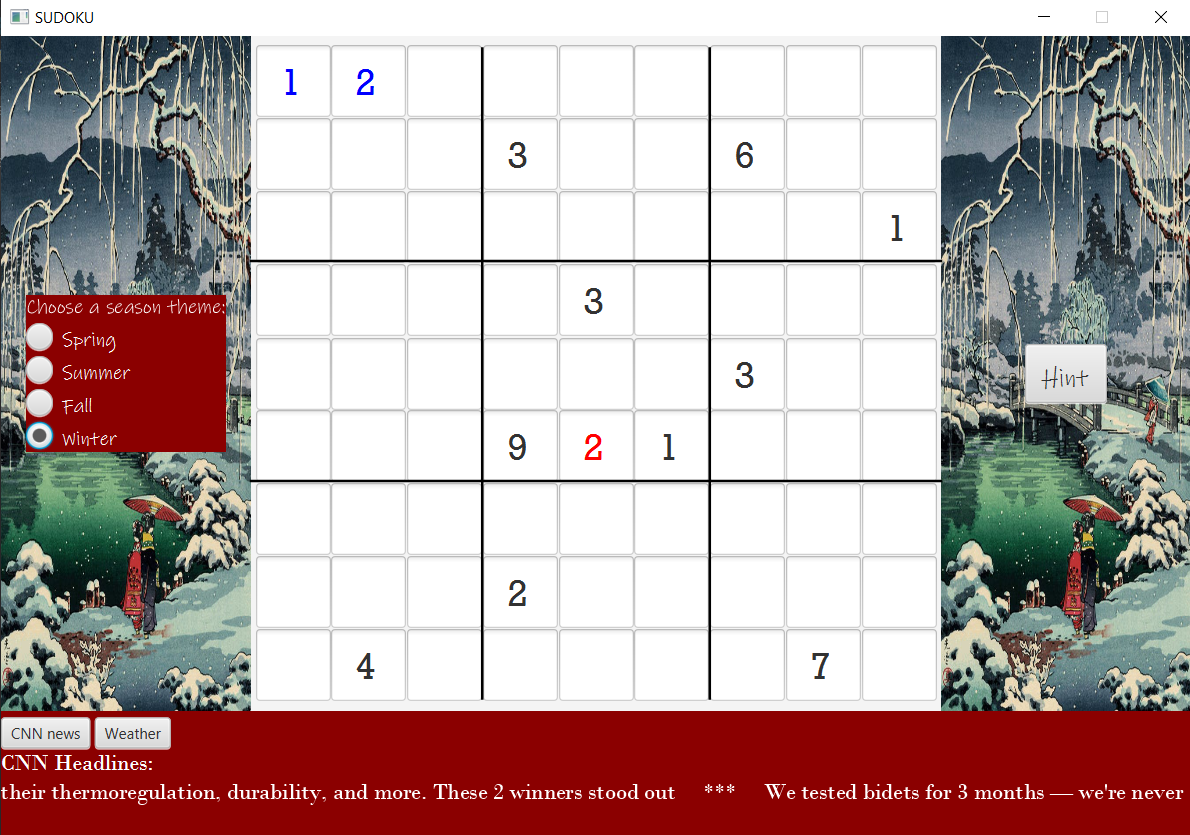 SUDOKU
1 2
3 6
1
3
Choose a season theme:
Spring
Summer
Fall
Winter
3
Hint
9 2 1
2
4 7
CNN news Weather
CNN Headlines:
their thermoregulation, durability, and more. These 2 winners stood out *** We tested bidets for 3 months — we're never